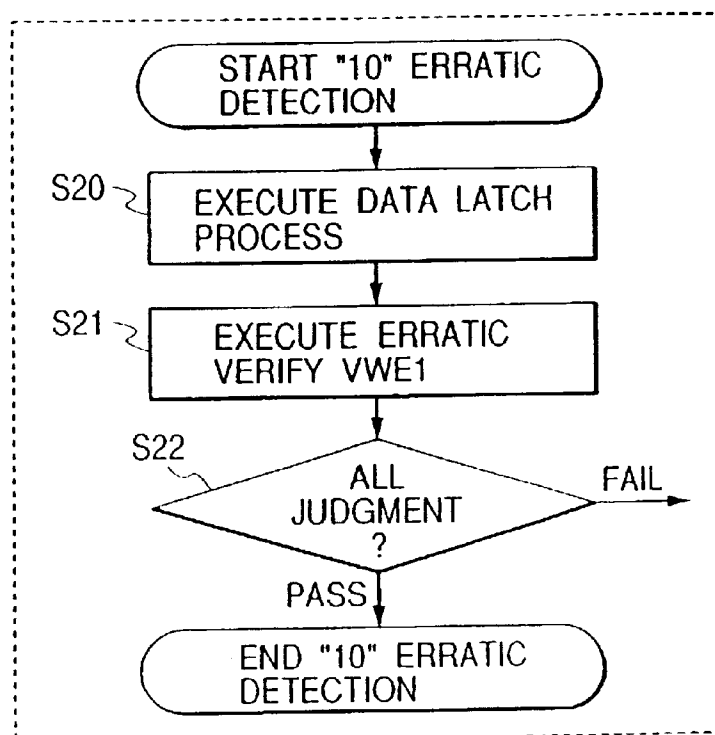 START "10" ERRATIC
DETECTION
S20
EXECUTE DATA LATCH
PROCESS
S21
EXECUTE ERRATIC
VERIFY VWE1
S22
ALL
JUDGMENT
?
FAIL
PASS
END "10" ERRATIC
DETECTION